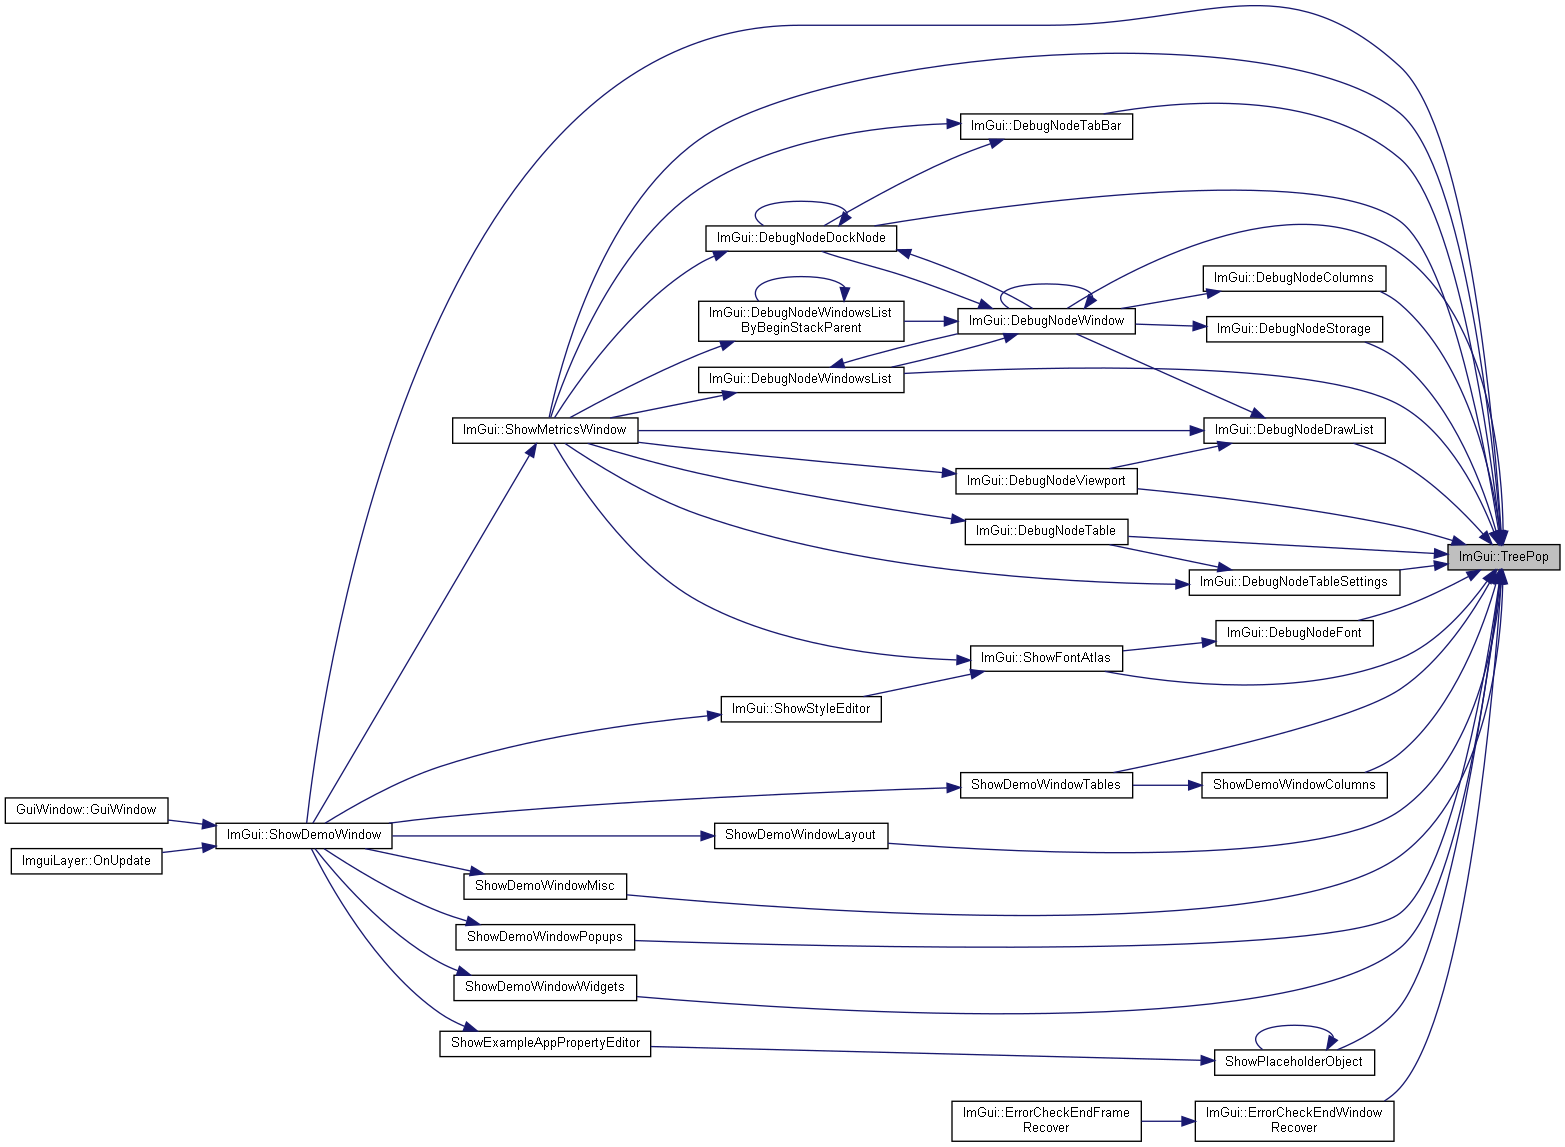 ImGui::DebugNodeTabBar
ImGui::DebugNodeDockNode
ImGui::DebugNodeColumns
ImGui::DebugNodeWindowsList
ByBeginStackParent
ImGui::DebugNodeWindow
ImGui::DebugNodeStorage
ImGui::DebugNodeWindowsList
ImGui::ShowMetricsWindow
ImGui::DebugNodeDrawList
ImGui::DebugNodeViewport
ImGui::DebugNodeTable
ImGui::TreePop
ImGui::DebugNodeTableSettings
ImGui::DebugNodeFont
ImGui::ShowFontAtlas
ImGui::ShowStyleEditor
ShowDemoWindowTables
ShowDemoWindowColumns
GuiWindow::GuiWindow
ImGui::ShowDemoWindow
ShowDemoWindowLayout
ImguiLayer::OnUpdate
ShowDemoWindowMisc
ShowDemoWindowPopups
ShowDemoWindowWidgets
ShowExampleAppPropertyEditor
ShowPlaceholderObject
ImGui::ErrorCheckEndFrame
Recover
ImGui::ErrorCheckEndWindow
Recover